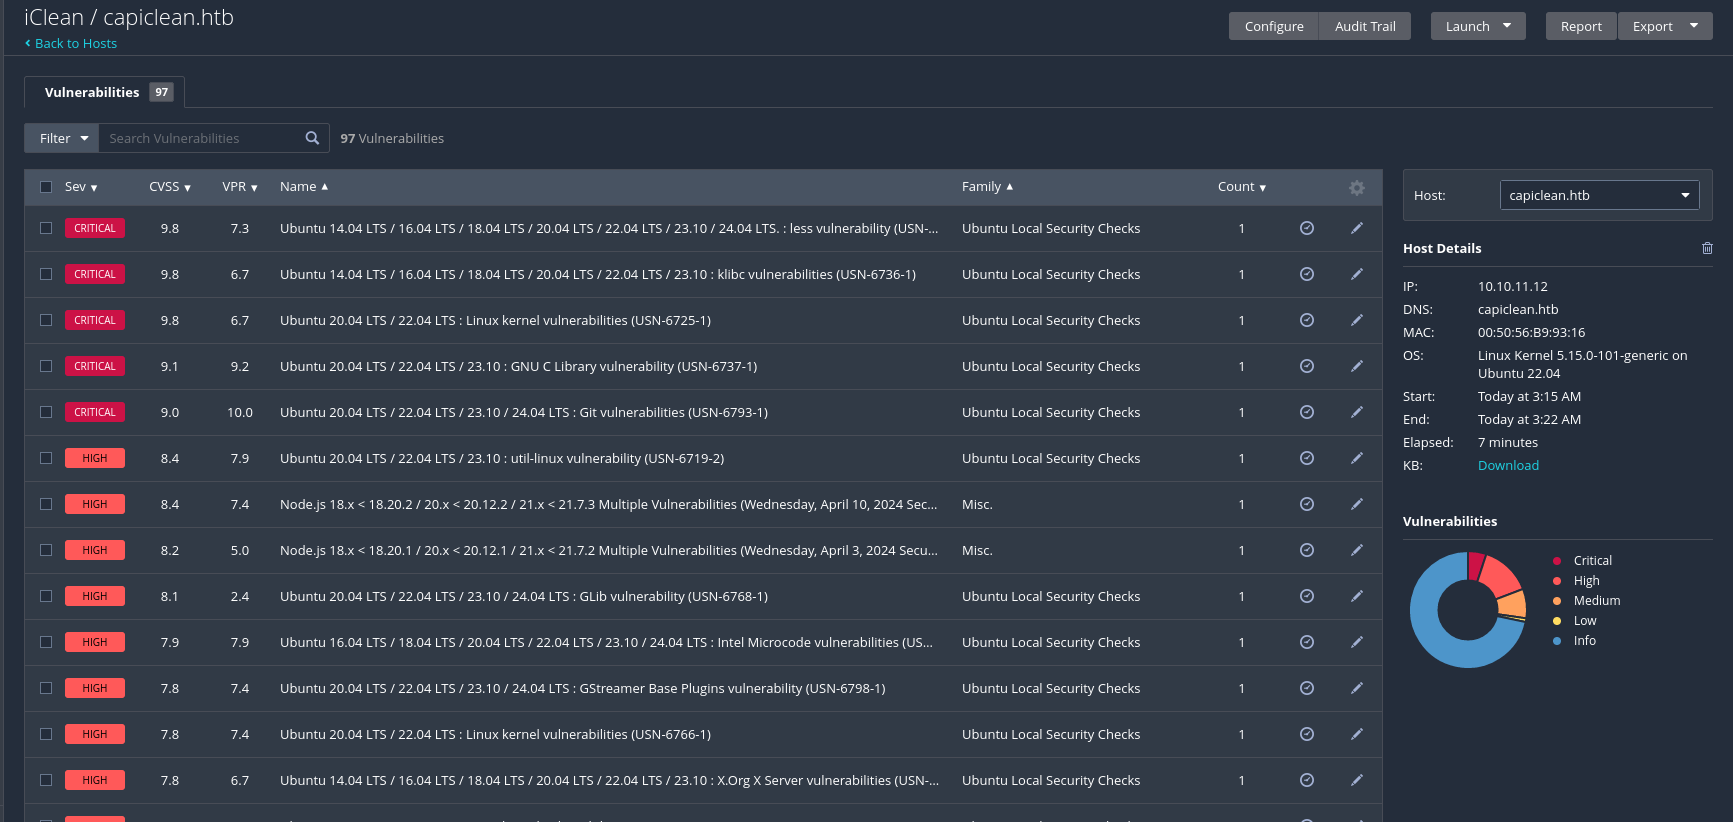 iClean / capiclean.htb
Back to Hosts
Configure Audit Trail Launch Report Export
Vulnerabilities 97
Filter Search Vulnerabilities 97 Vulnerabilities
Sev CVSS VPR Name Family Count
CRITICAL 9.8 7.3 Ubuntu 14.04 LTS / 16.04 LTS / 18.04 LTS / 20.04 LTS / 22.04 LTS / 23.10 / 24.04 LTS. : less vulnerability (USN-... Ubuntu Local Security Checks 1
CRITICAL 9.8 6.7 Ubuntu 14.04 LTS / 16.04 LTS / 18.04 LTS / 20.04 LTS / 22.04 LTS / 23.10 : klibc vulnerabilities (USN-6736-1) Ubuntu Local Security Checks 1
CRITICAL 9.8 6.7 Ubuntu 20.04 LTS / 22.04 LTS : Linux kernel vulnerabilities (USN-6725-1) Ubuntu Local Security Checks 1
CRITICAL 9.1 9.2 Ubuntu 20.04 LTS / 22.04 LTS / 23.10 : GNU C Library vulnerability (USN-6737-1) Ubuntu Local Security Checks 1
CRITICAL 9.0 10.0 Ubuntu 20.04 LTS / 22.04 LTS / 23.10 / 24.04 LTS : Git vulnerabilities (USN-6793-1) Ubuntu Local Security Checks 1
HIGH 8.4 7.9 Ubuntu 20.04 LTS / 22.04 LTS / 23.10 : util-linux vulnerability (USN-6719-2) Ubuntu Local Security Checks 1
HIGH 8.4 7.4 Node.js 18.x < 18.20.2 / 20.x < 20.12.2 / 21.x < 21.7.3 Multiple Vulnerabilities (Wednesday, April 10, 2024 Sec... Misc. 1
HIGH 8.2 5.0 Node.js 18.x < 18.20.1 / 20.x < 20.12.1 / 21.x < 21.7.2 Multiple Vulnerabilities (Wednesday, April 3, 2024 Secu... Misc. 1
HIGH 8.1 2.4 Ubuntu 20.04 LTS / 22.04 LTS / 23.10 / 24.04 LTS : GLib vulnerability (USN-6768-1) Ubuntu Local Security Checks 1
HIGH 7.9 7.9 Ubuntu 16.04 LTS / 18.04 LTS / 20.04 LTS / 22.04 LTS / 23.10 / 24.04 LTS : Intel Microcode vulnerabilities (US... Ubuntu Local Security Checks 1
HIGH 7.8 7.4 Ubuntu 20.04 LTS / 22.04 LTS / 23.10 / 24.04 LTS : GStreamer Base Plugins vulnerability (USN-6798-1) Ubuntu Local Security Checks 1
HIGH 7.8 7.4 Ubuntu 20.04 LTS / 22.04 LTS : Linux kernel vulnerabilities (USN-6766-1) Ubuntu Local Security Checks 1
HIGH 7.8 6.7 Ubuntu 14.04 LTS / 16.04 LTS / 18.04 LTS / 20.04 LTS / 22.04 LTS / 23.10 : X.Org X Server vulnerabilities (USN-... Ubuntu Local Security Checks 1
Host: capiclean.htb
Host Details
IP: 10.10.11.12
DNS: capiclean.htb
MAC: 00:50:56:B9:93:16
OS: Linux Kernel 5.15.0-101-generic on
Ubuntu 22.04
Start: Today at 3:15 AM
End: Today at 3:22 AM
Elapsed: 7 minutes
KB: Download
Vulnerabilities
Critical
High
Medium
Low
Info